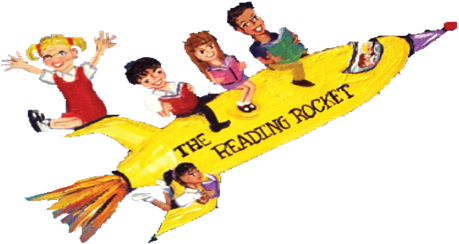 THE READING ROCKET